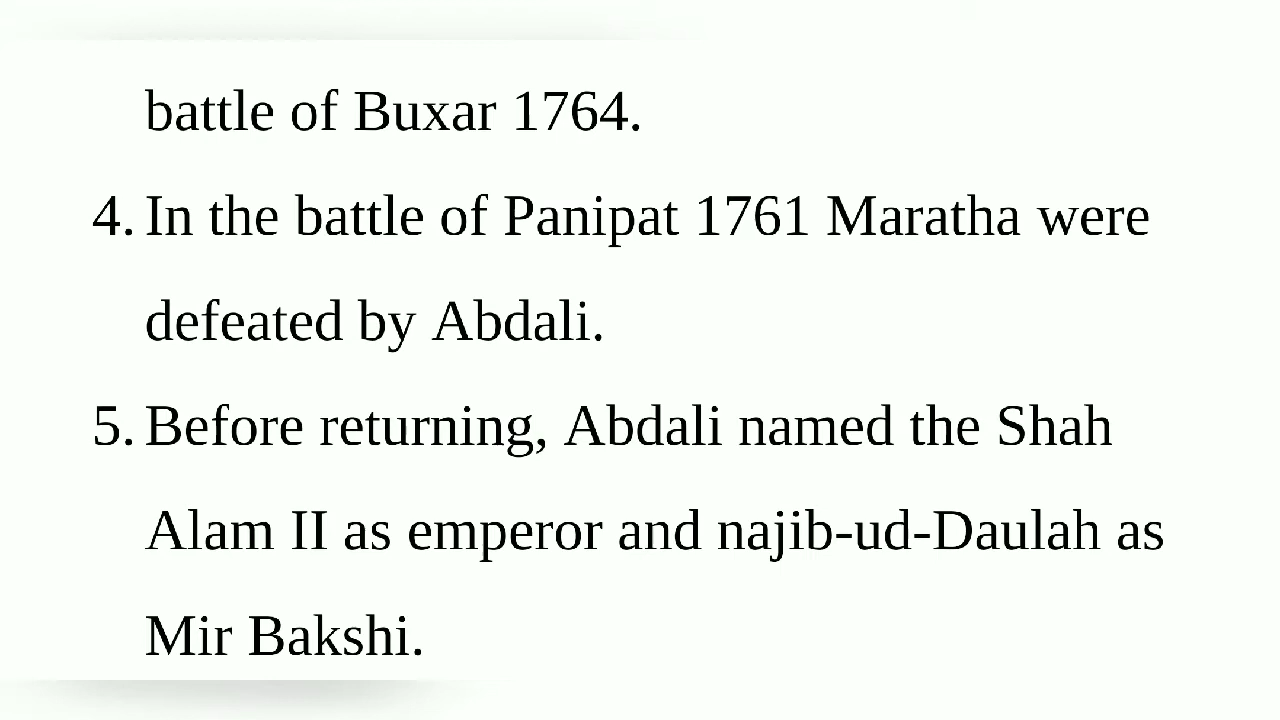 battle of Buxar 1764.
4. In the battle of Panipat 1761 Maratha were
defeated by Abdali.
5. Before returning, Abdali named the Shah
Alam II as emperor and najib-ud-Daulah as
Mir Bakshi.